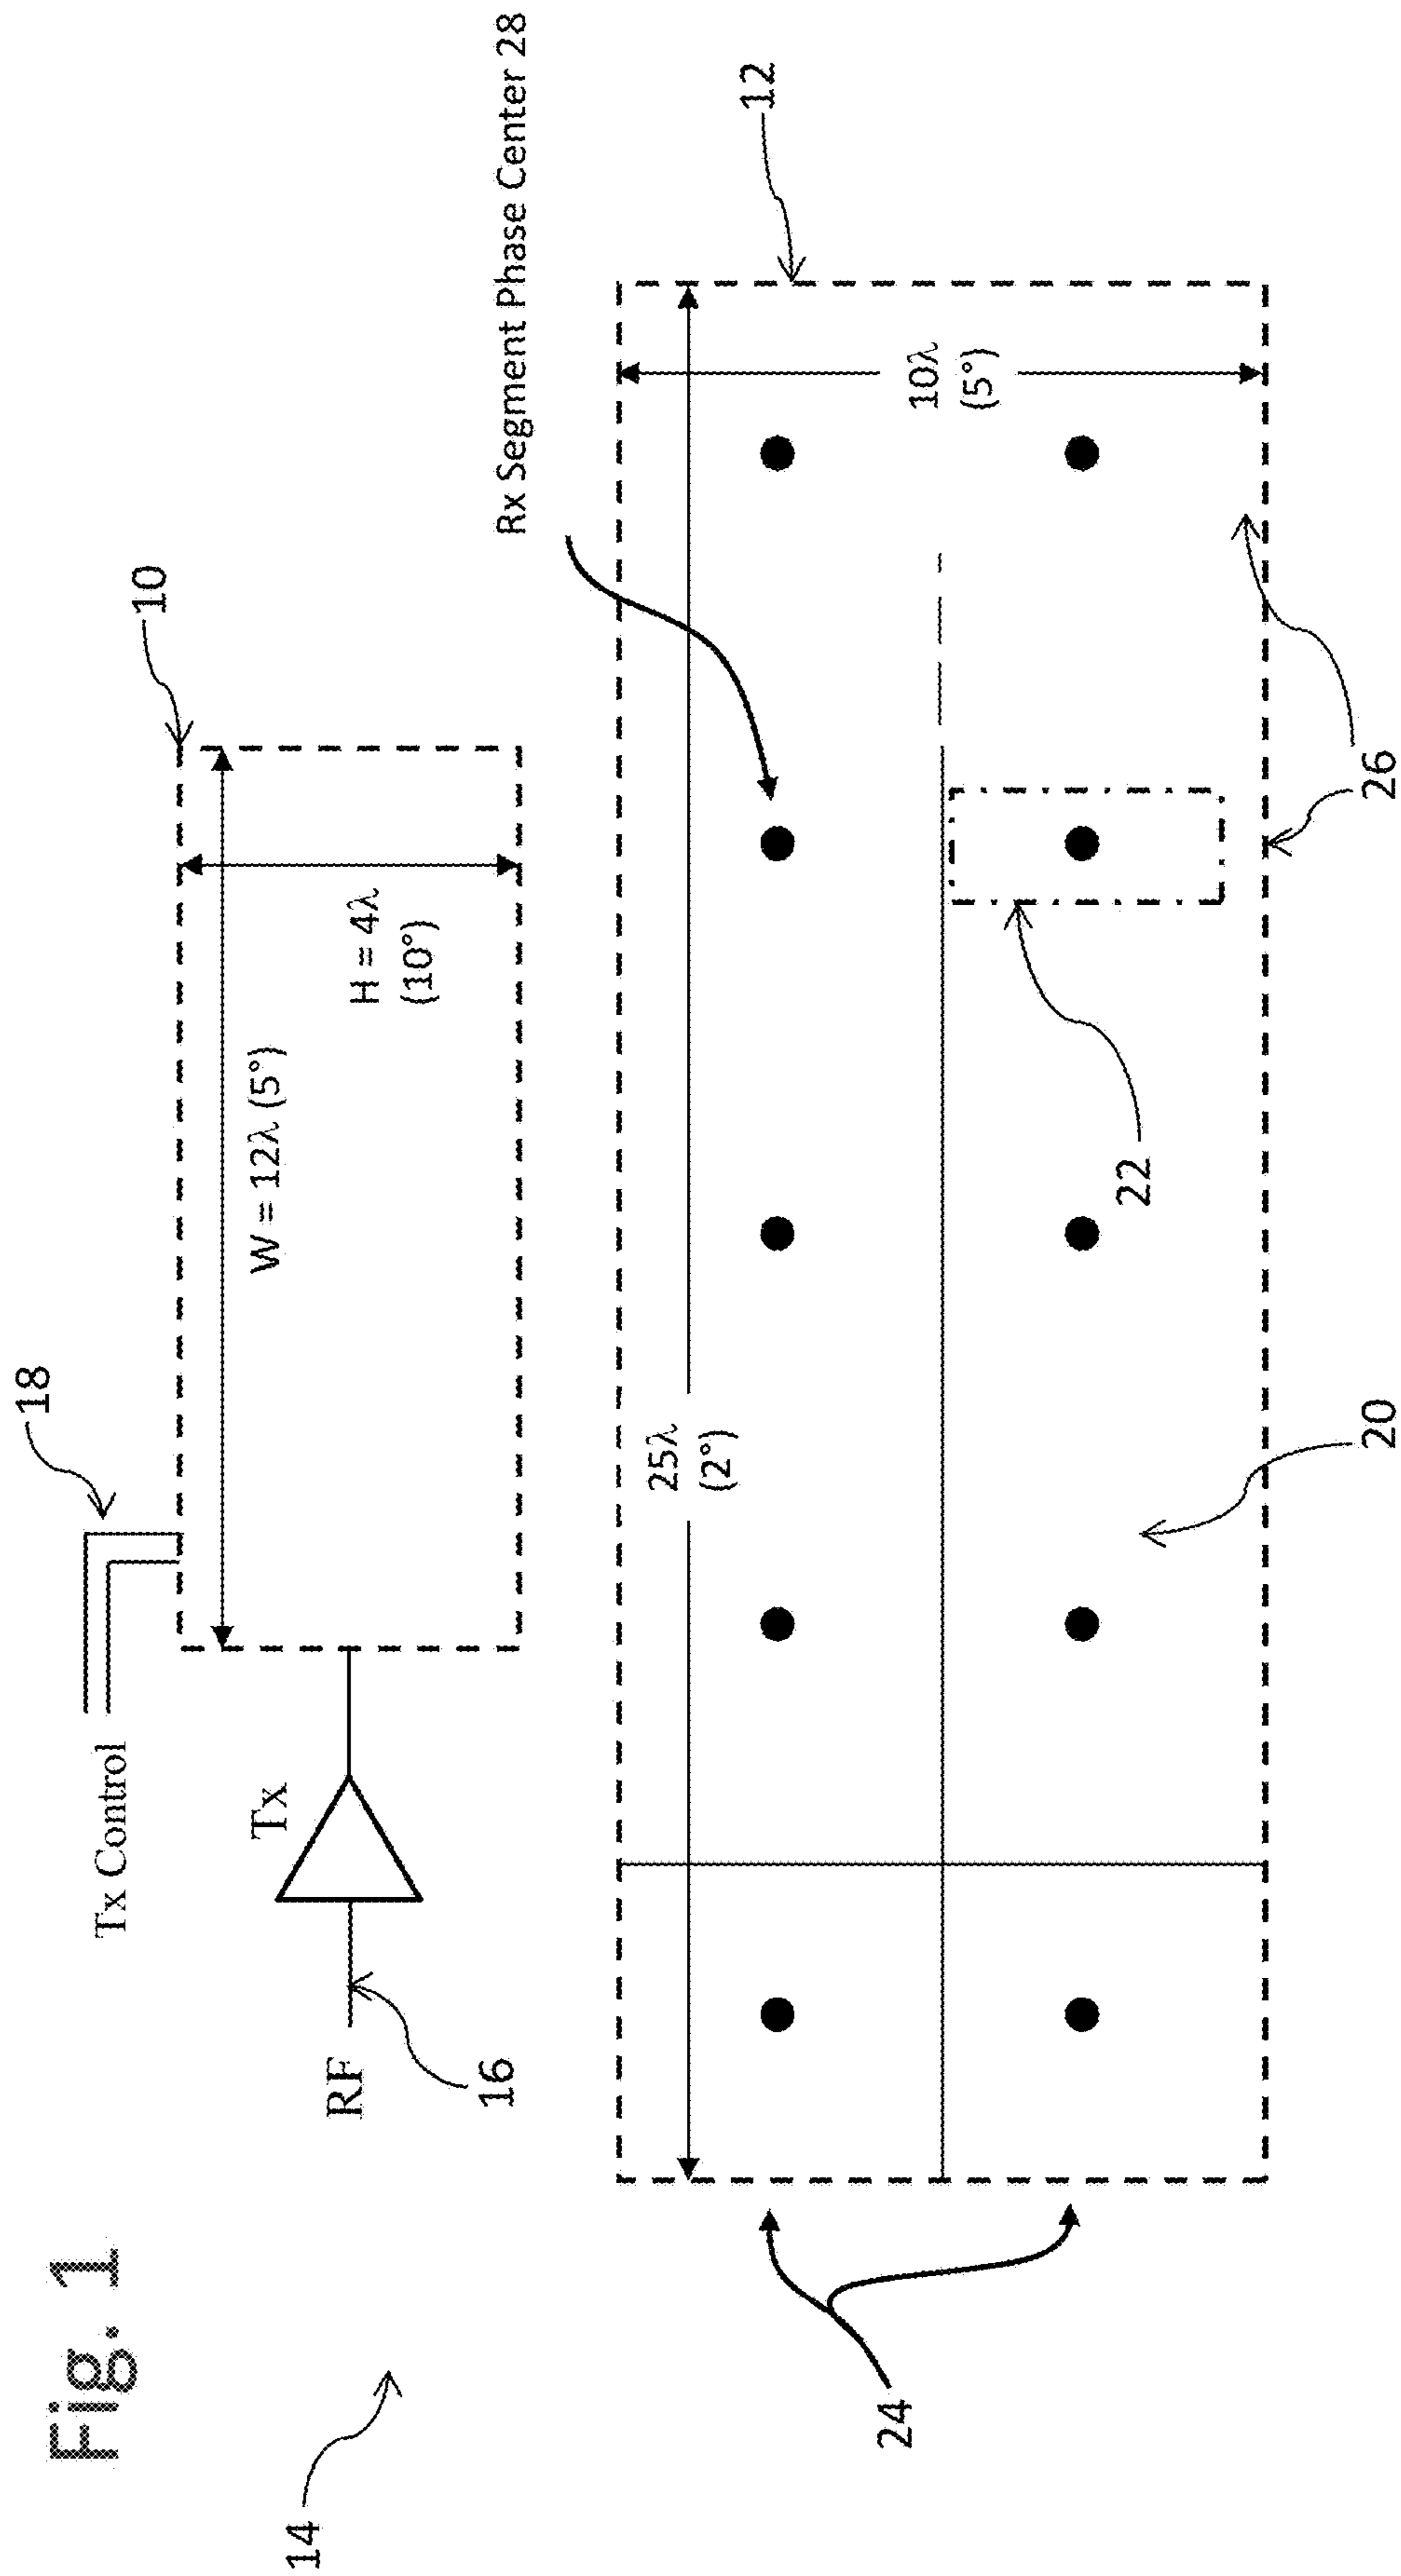 Fig. 1
14
18
Tx Control
10
Tx
RF
16
W = 12λ (5°)
H = 4λ
(10°)
Rx Segment Phase Center 28
12
25λ
(2°)
10λ
(5°)
24
22
20
26